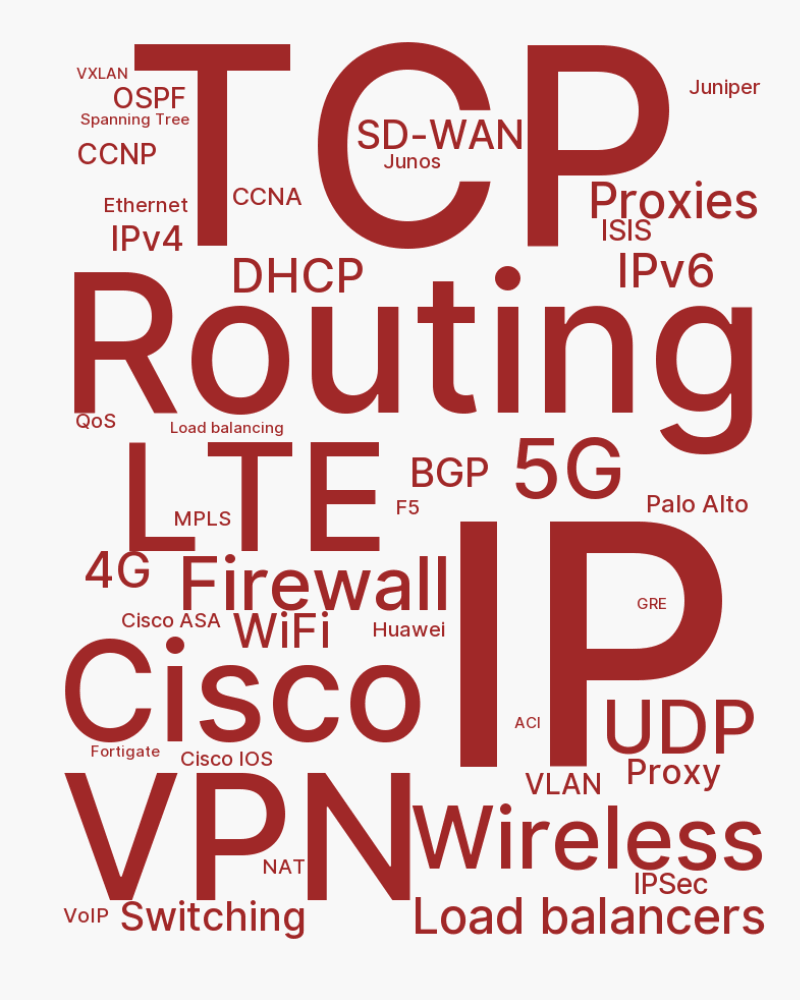 TCP
VXLAN
OSPF
Spanning Tree
CCNP
Juniper
SD-WAN
Junos
CCNA
Ethernet
IPv4
Proxies
ISIS
IPv6
DHCP
Routing
QoS
Load balancing
LTE
BGP
5G
MPLS
F5
Palo Alto
4G
Firewall
IP
GRE
Cisco ASA
WiFi
Huawei
Cisco
ACI
UDP
Fortigate
Cisco IOS
Proxy
VLAN
VPN
Wireless
NAT
IPSec
VoIP
Switching
Load balancers